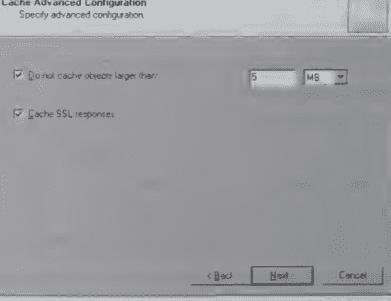 Cache Advanced Configuration
Specify advanced configuration.
Do not cache objects larger than: 5 MB
Cache SSL responses
< Back Next Cancel